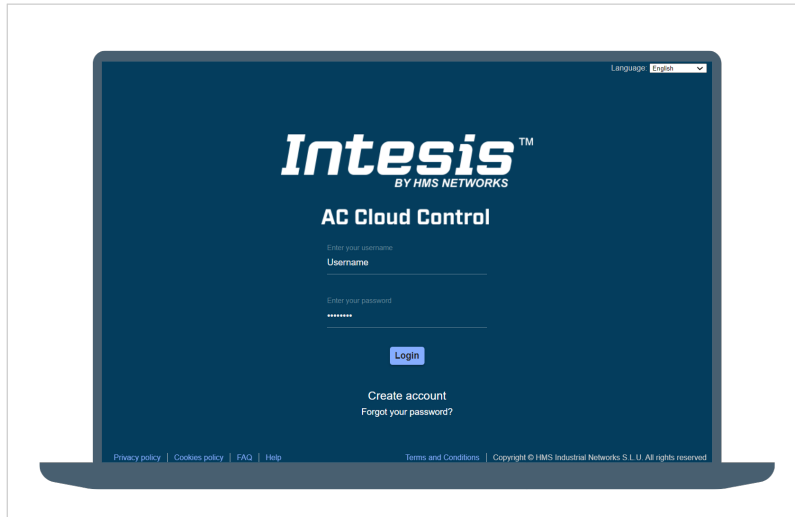 Language: English
Intesis™
BY HMS NETWORKS
AC Cloud Control
Enter your username
Username
Enter your password
••••••••
Login
Create account
Forgot your password?
Privacy policy | Cookies policy | FAQ | Help
Terms and Conditions | Copyright © HMS Industrial Networks S.L.U. All rights reserved